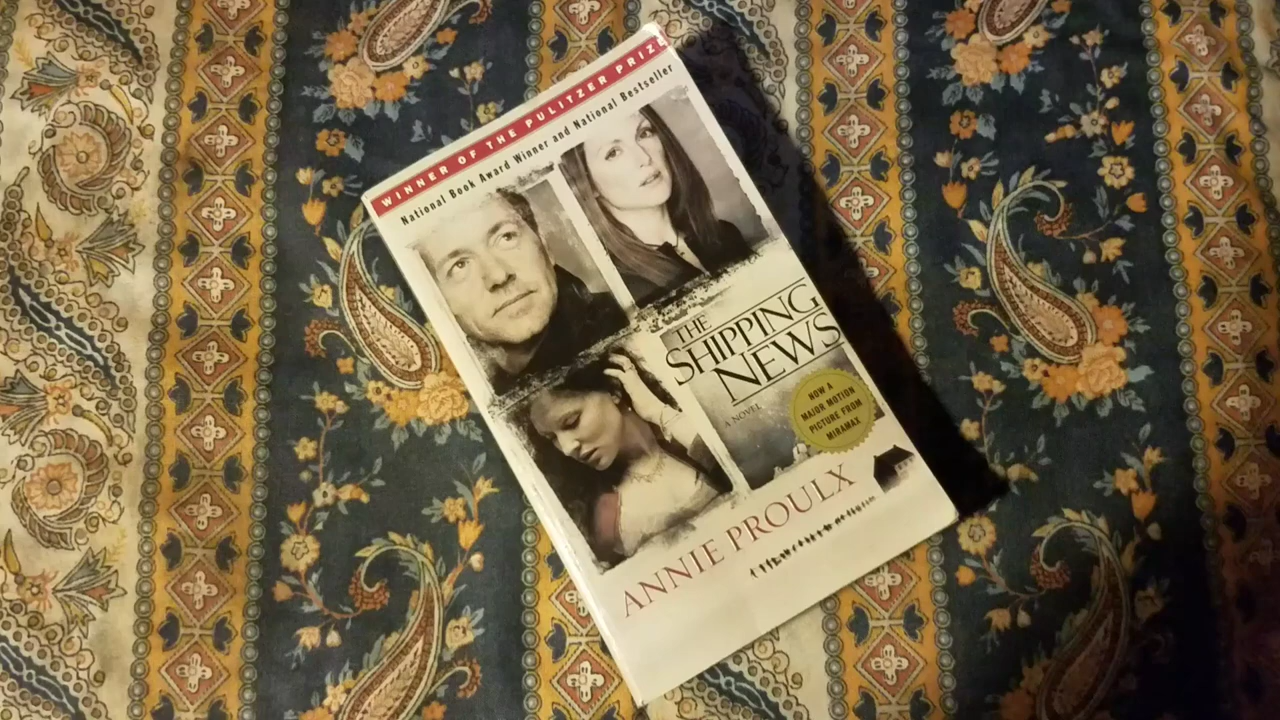 WINNER OF THE PULITZER PRIZE
National Book Award Winner and National Bestseller
THE
SHIPPING
NEWS
A NOVEL
NOW A
MAJOR MOTION
PICTURE FROM
MIRAMAX
ANNIE PROULX